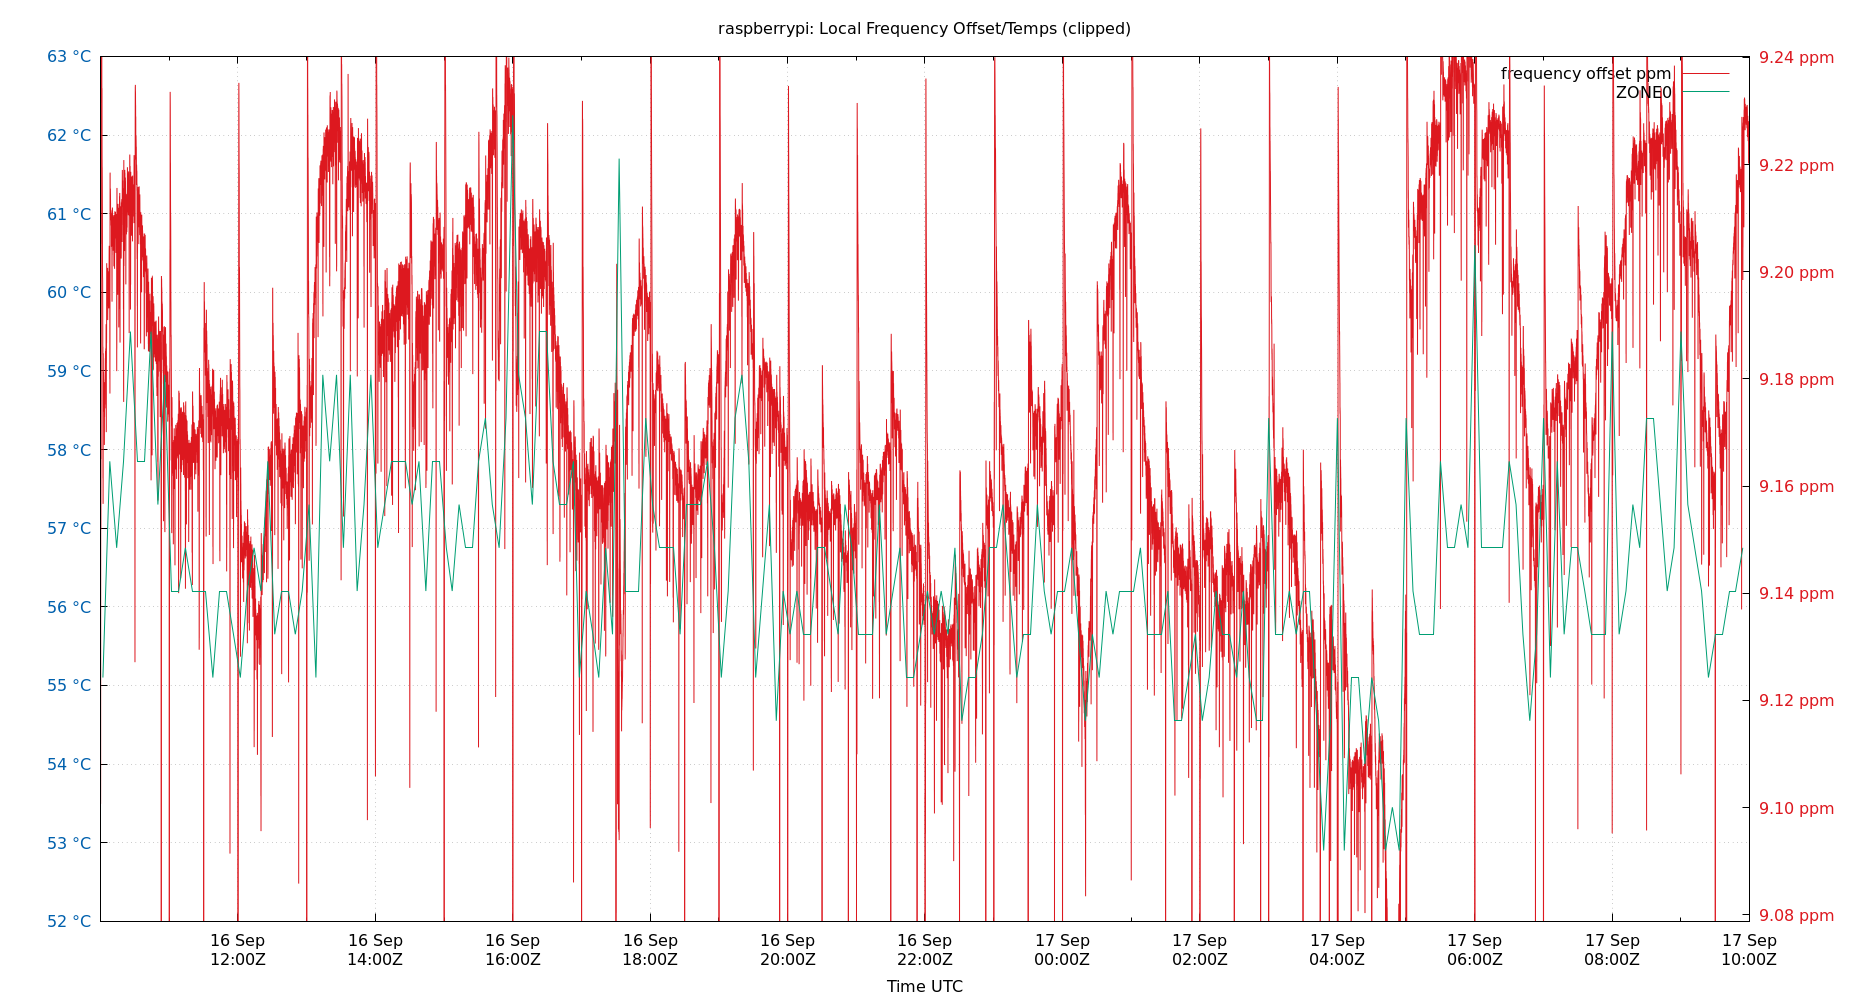 raspberrypi: Local Frequency Offset/Temps (clipped)
63 °C
62 °C
61 °C
60 °C
59 °C
58 °C
57 °C
56 °C
55 °C
54 °C
53 °C
52 °C
9.24 ppm
9.22 ppm
9.20 ppm
9.18 ppm
9.16 ppm
9.14 ppm
9.12 ppm
9.10 ppm
9.08 ppm
frequency offset ppm
ZONE0
16 Sep
12:00Z
16 Sep
14:00Z
16 Sep
16:00Z
16 Sep
18:00Z
16 Sep
20:00Z
16 Sep
22:00Z
17 Sep
00:00Z
17 Sep
02:00Z
17 Sep
04:00Z
17 Sep
06:00Z
17 Sep
08:00Z
17 Sep
10:00Z
Time UTC